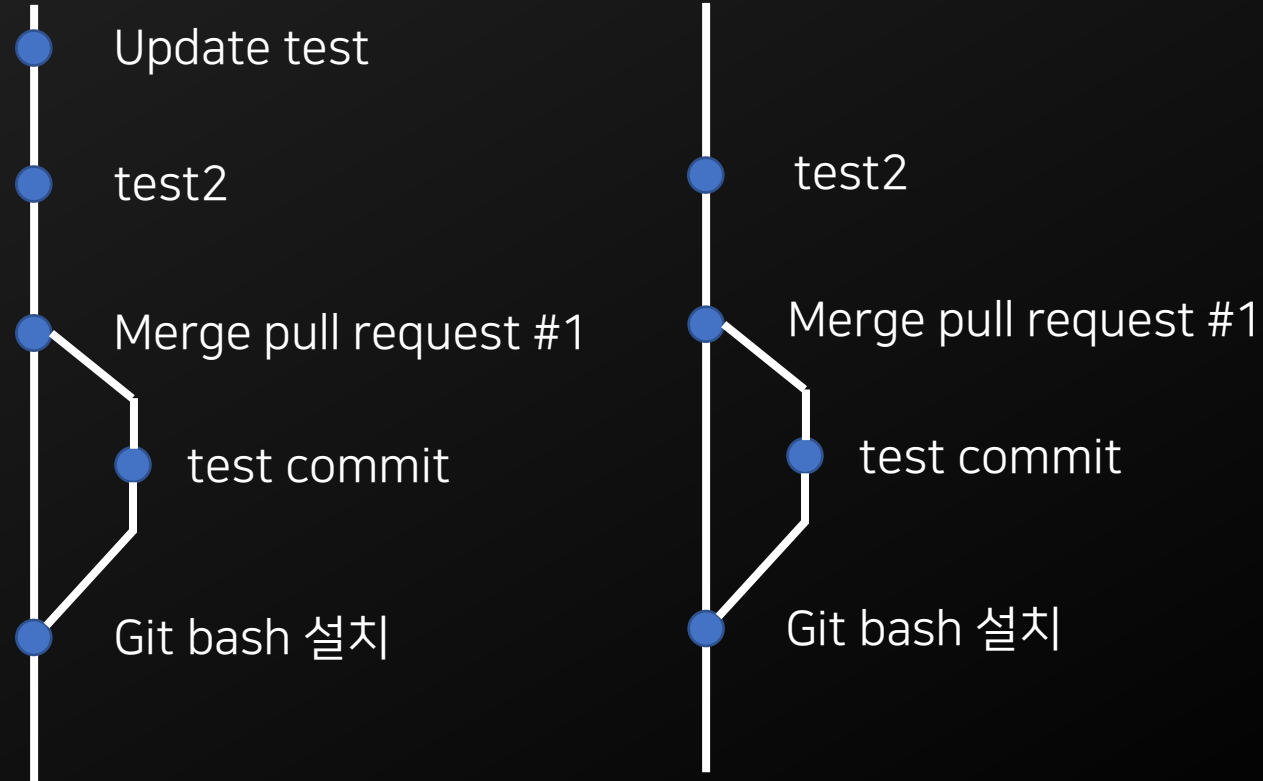 Update test
test2
Merge pull request #1
test commit
Git bash 설치
test2
Merge pull request #1
test commit
Git bash 설치